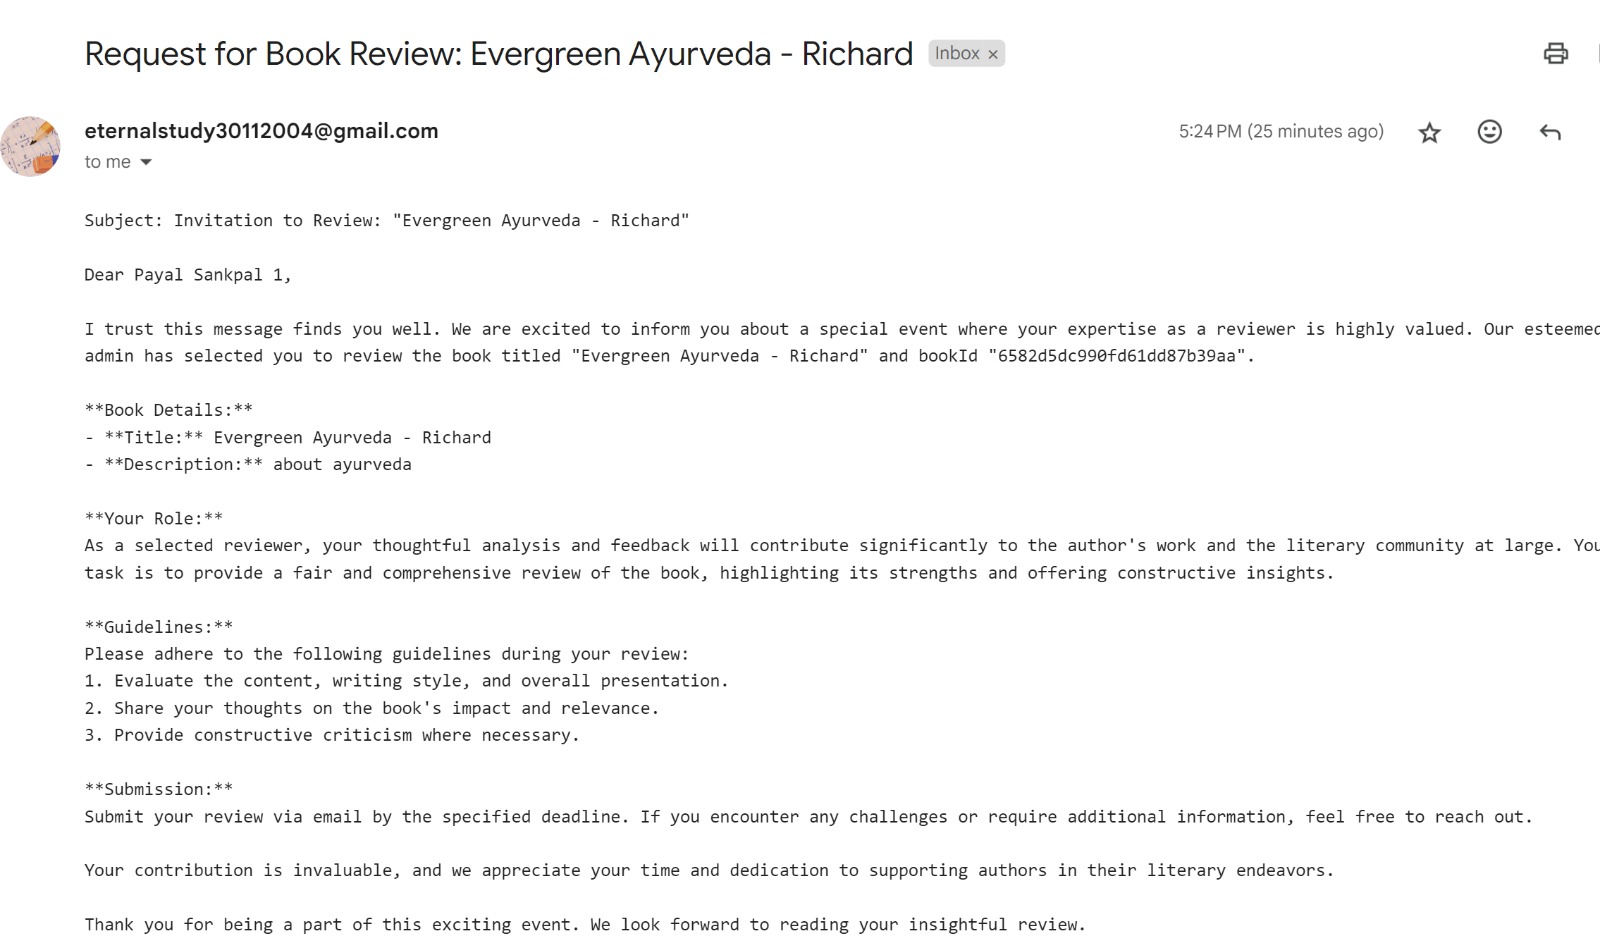 Request for Book Review: Evergreen Ayurveda - Richard Inbox ×
eternalstudy30112004@gmail.com 5:24 PM (25 minutes ago)
to me
Subject: Invitation to Review: "Evergreen Ayurveda - Richard"
Dear Payal Sankpal 1,
I trust this message finds you well. We are excited to inform you about a special event where your expertise as a reviewer is highly valued. Our esteemed
admin has selected you to review the book titled "Evergreen Ayurveda - Richard" and bookId "6582d5dc990fd61dd87b39aa".
**Book Details:**
- **Title:** Evergreen Ayurveda - Richard
- **Description:** about ayurveda
**Your Role:**
As a selected reviewer, your thoughtful analysis and feedback will contribute significantly to the author's work and the literary community at large. You
task is to provide a fair and comprehensive review of the book, highlighting its strengths and offering constructive insights.
**Guidelines:**
Please adhere to the following guidelines during your review:
1. Evaluate the content, writing style, and overall presentation.
2. Share your thoughts on the book's impact and relevance.
3. Provide constructive criticism where necessary.
**Submission:**
Submit your review via email by the specified deadline. If you encounter any challenges or require additional information, feel free to reach out.
Your contribution is invaluable, and we appreciate your time and dedication to supporting authors in their literary endeavors.
Thank you for being a part of this exciting event. We look forward to reading your insightful review.